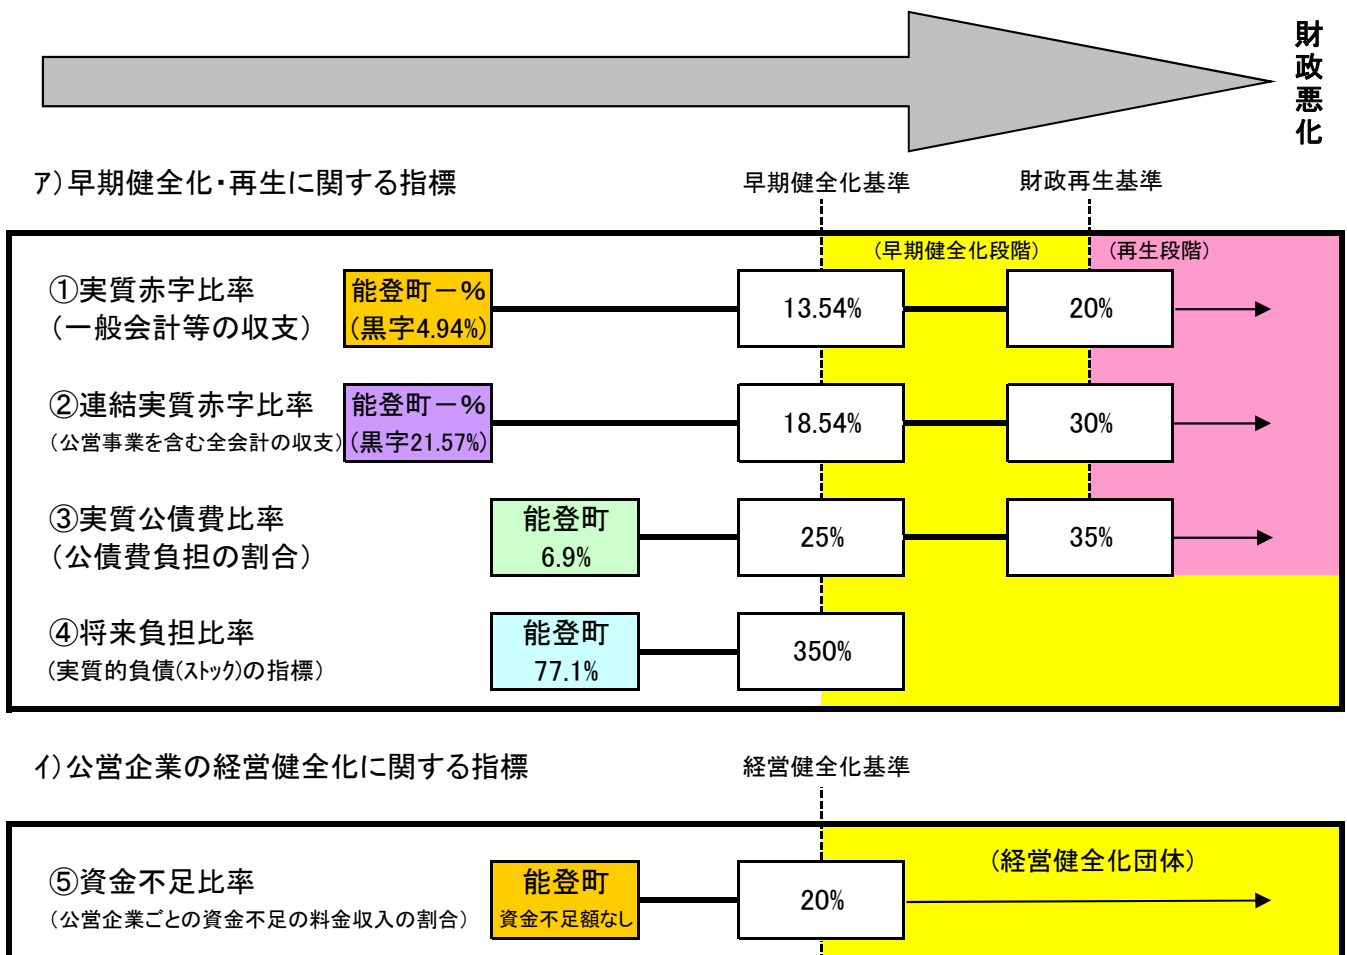 財政悪化
ア）早期健全化・再生に関する指標
早期健全化基準
財政再生基準
（早期健全化段階）
（再生段階）
①実質赤字比率
（一般会計等の収支）
能登町－％
（黒字4.94%）
13.54%
20%
②連結実質赤字比率
（公営事業を含む全会計の収支）
能登町－％
（黒字21.57%）
18.54%
30%
③実質公債費比率
（公債費負担の割合）
能登町
6.9%
25%
35%
④将来負担比率
（実質的負債（ストック）の指標）
能登町
77.1%
350%
イ）公営企業の経営健全化に関する指標
経営健全化基準
（経営健全化団体）
⑤資金不足比率
（公営企業ごとの資金不足の料金収入の割合）
能登町
資金不足額なし
20%